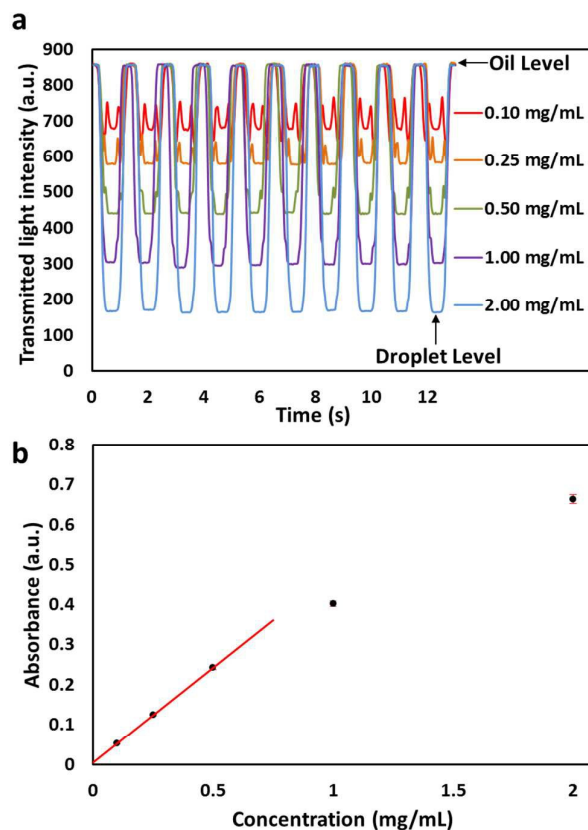 a
Transmitted light intensity (a.u.)
900
800
700
600
500
400
300
200
100
0
0 2 4 6 8 10 12
Time (s)
Oil Level
0.10 mg/mL
0.25 mg/mL
0.50 mg/mL
1.00 mg/mL
2.00 mg/mL
Droplet Level
b
Absorbance (a.u.)
0.8
0.7
0.6
0.5
0.4
0.3
0.2
0.1
0
0 0.5 1 1.5 2
Concentration (mg/mL)